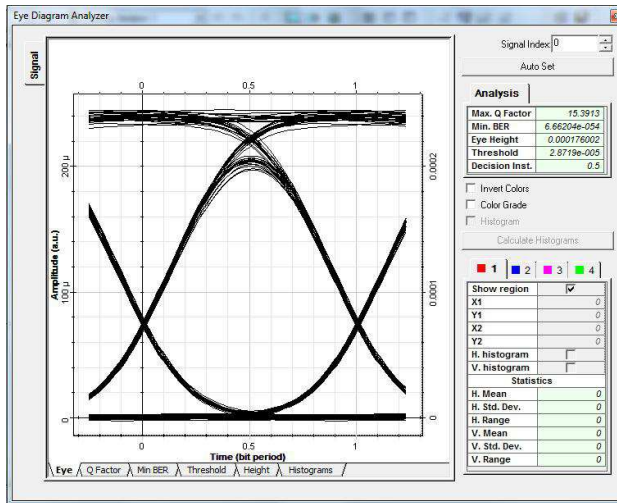 Eye Diagram Analyzer
Signal Index: 0
Auto Set
Signal
0 0.5 1
Analysis
Max. Q Factor 15.3913
Min. BER 6.66204e-054
Eye Height 0.000176002
Threshold 2.8719e-005
Decision Inst. 0.5
Invert Colors
Color Grade
Histogram
Calculate Histograms
Amplitude (a.u.)
200 µ
100 µ
0
0.0002
0.0001
0
0 0.5 1
Time (bit period)
Eye Q Factor Min BER Threshold Height Histograms
1 2 3 4
Show region
X1 0
Y1 0
X2 0
Y2 0
H. histogram
V. histogram
Statistics
H. Mean 0
H. Std. Dev. 0
H. Range 0
V. Mean 0
V. Std. Dev. 0
V. Range 0